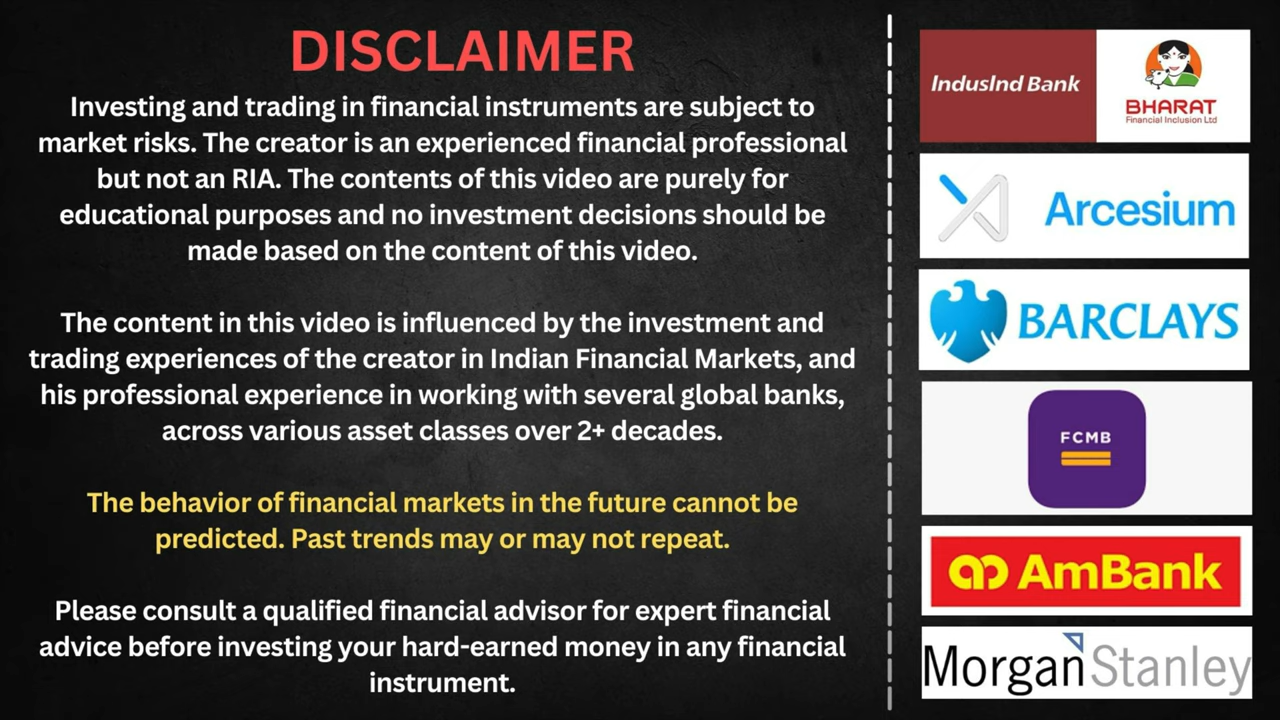 DISCLAIMER
Investing and trading in financial instruments are subject to
market risks. The creator is an experienced financial professional
but not an RIA. The contents of this video are purely for
educational purposes and no investment decisions should be
made based on the content of this video.
The content in this video is influenced by the investment and
trading experiences of the creator in Indian Financial Markets, and
his professional experience in working with several global banks,
across various asset classes over 2+ decades.
The behavior of financial markets in the future cannot be
predicted. Past trends may or may not repeat.
Please consult a qualified financial advisor for expert financial
advice before investing your hard-earned money in any financial
instrument.
IndusInd Bank
BHARAT
Financial Inclusion Ltd
Arcesium
BARCLAYS
FCMB
AmBank
Morgan Stanley